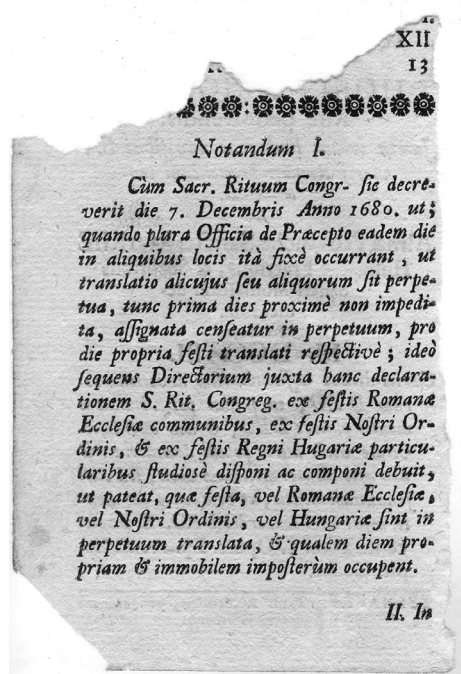 XII
13
Notandum I.
Cùm Sacr. Rituum Congr- ſic decre-
verit die 7. Decembris Anno 1680. ut;
quando plura Officia de Præcepto eadem die
in aliquibus locis ità fixè occurrant, ut
translatio alicujus ſeu aliquorum ſit perpe-
tua, tunc prima dies proximè non impedi-
ta, aſſignata cenſeatur in perpetuum, pro
die propria feſti translati reſpectivè; ideò
ſequens Directorium juxta hanc declara-
tionem S. Rit. Congreg. ex feſtis Romanæ
Eccleſiæ communibus, ex feſtis Noſtri Or-
dinis, & ex feſtis Regni Hugariæ particu-
laribus ſtudiosè diſponi ac componi debuit,
ut pateat, quæ feſta, vel Romanæ Eccleſiæ,
vel Noſtri Ordinis, vel Hungariæ ſint in
perpetuum translata, & qualem diem pro-
priam & immobilem impoſterùm occupent.
II. In